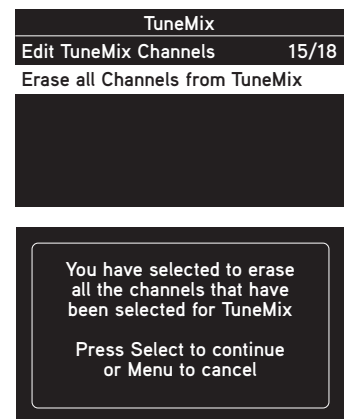 TuneMix
Edit TuneMix Channels 15/18
Erase all Channels from TuneMix
You have selected to erase
all the channels that have
been selected for TuneMix
Press Select to continue
or Menu to cancel